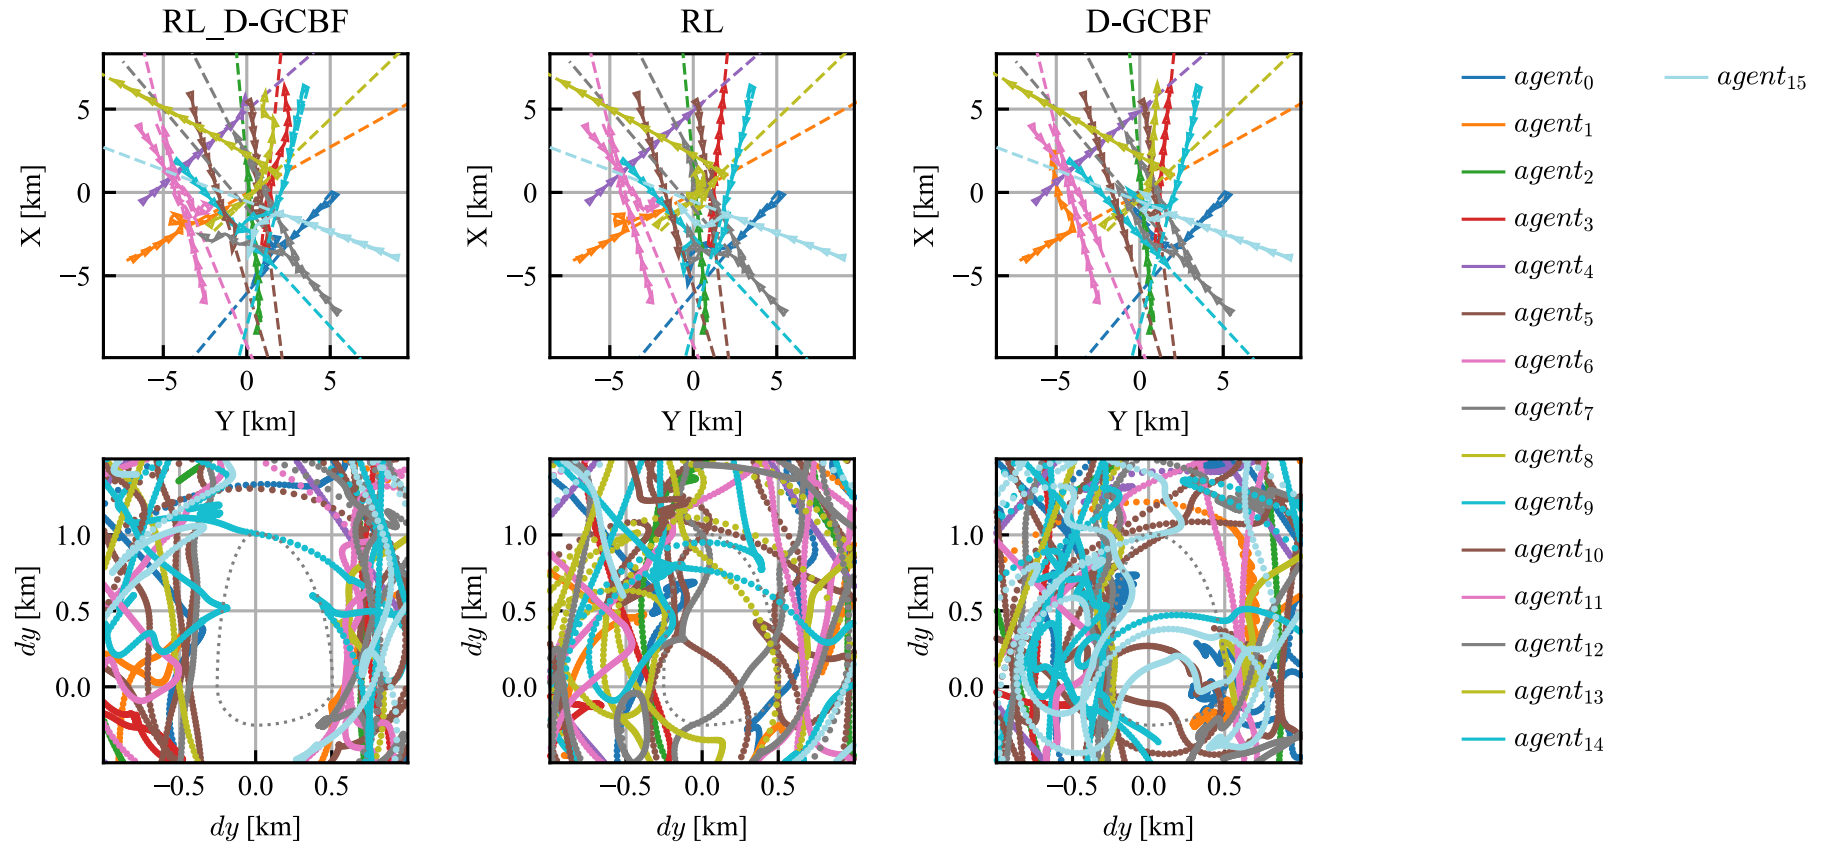 RL_D-GCBF
RL
D-GCBF
X [km]
5
0
−5
−5
0
5
Y [km]
X [km]
5
0
−5
−5
0
5
Y [km]
X [km]
5
0
−5
−5
0
5
Y [km]
dy [km]
1.0
0.5
0.0
−0.5
0.0
0.5
dy [km]
dy [km]
1.0
0.5
0.0
−0.5
0.0
0.5
dy [km]
dy [km]
1.0
0.5
0.0
−0.5
0.0
0.5
dy [km]
agent₀
agent₁
agent₂
agent₃
agent₄
agent₅
agent₆
agent₇
agent₈
agent₉
agent₁₀
agent₁₁
agent₁₂
agent₁₃
agent₁₄
agent₁₅